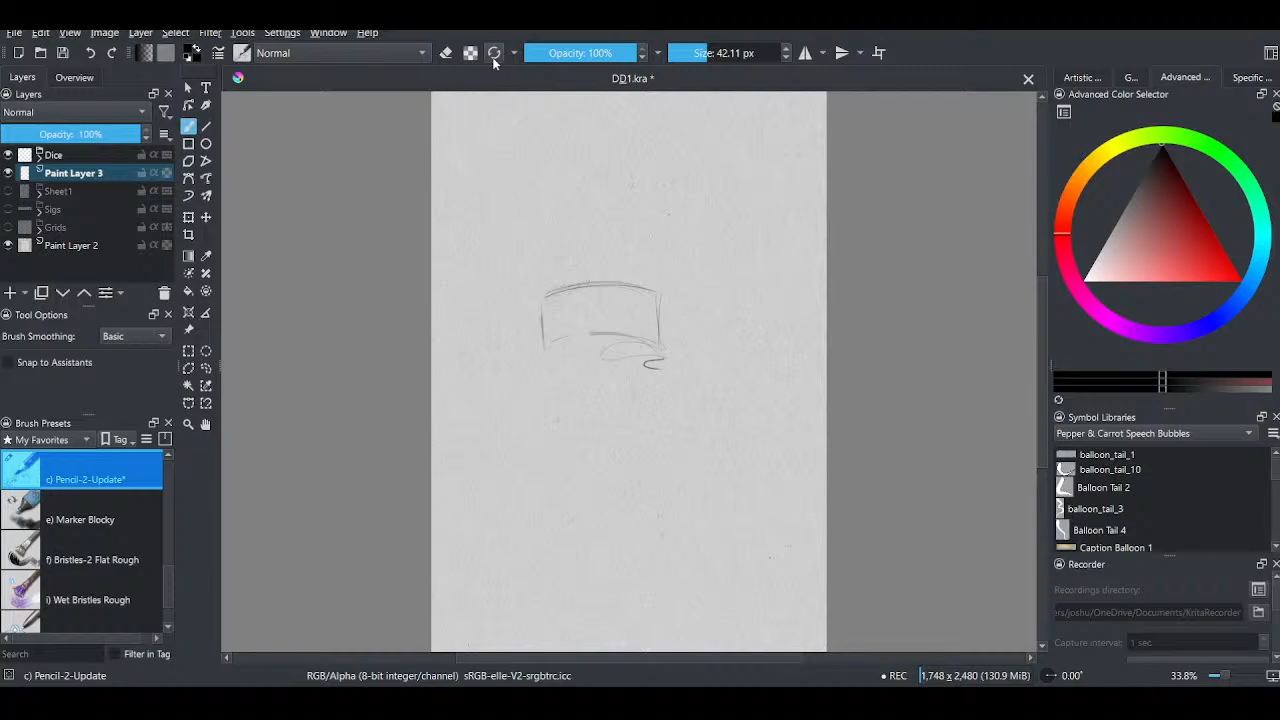 File Edit View Image Layer Select Filter Tools Settings Window Help
Normal Opacity: 100% Size: 42.11 px
Layers Overview DD1.kra * Artistic ... G... Advanced ... Specific ...
Layers
Normal
Opacity: 100%
Dice
Paint Layer 3
Sheet1
Sigs
Grids
Paint Layer 2
Tool Options
Brush Smoothing: Basic
Snap to Assistants
Brush Presets
My Favorites Tag
c) Pencil-2-Update*
e) Marker Blocky
f) Bristles-2 Flat Rough
i) Wet Bristles Rough
Search Filter in Tag
Advanced Color Selector
Symbol Libraries
Pepper & Carrot Speech Bubbles
balloon_tail_1
balloon_tail_10
Balloon Tail 2
balloon_tail_3
Balloon Tail 4
Caption Balloon 1
Recorder
Recordings directory:
ers/joshu/OneDrive/Documents/KritaRecorder
Capture interval: 1 sec
c) Pencil-2-Update RGB/Alpha (8-bit integer/channel) sRGB-elle-V2-srgbtrc.icc REC 1,748 x 2,480 (130.9 MiB) 0.00° 33.8%